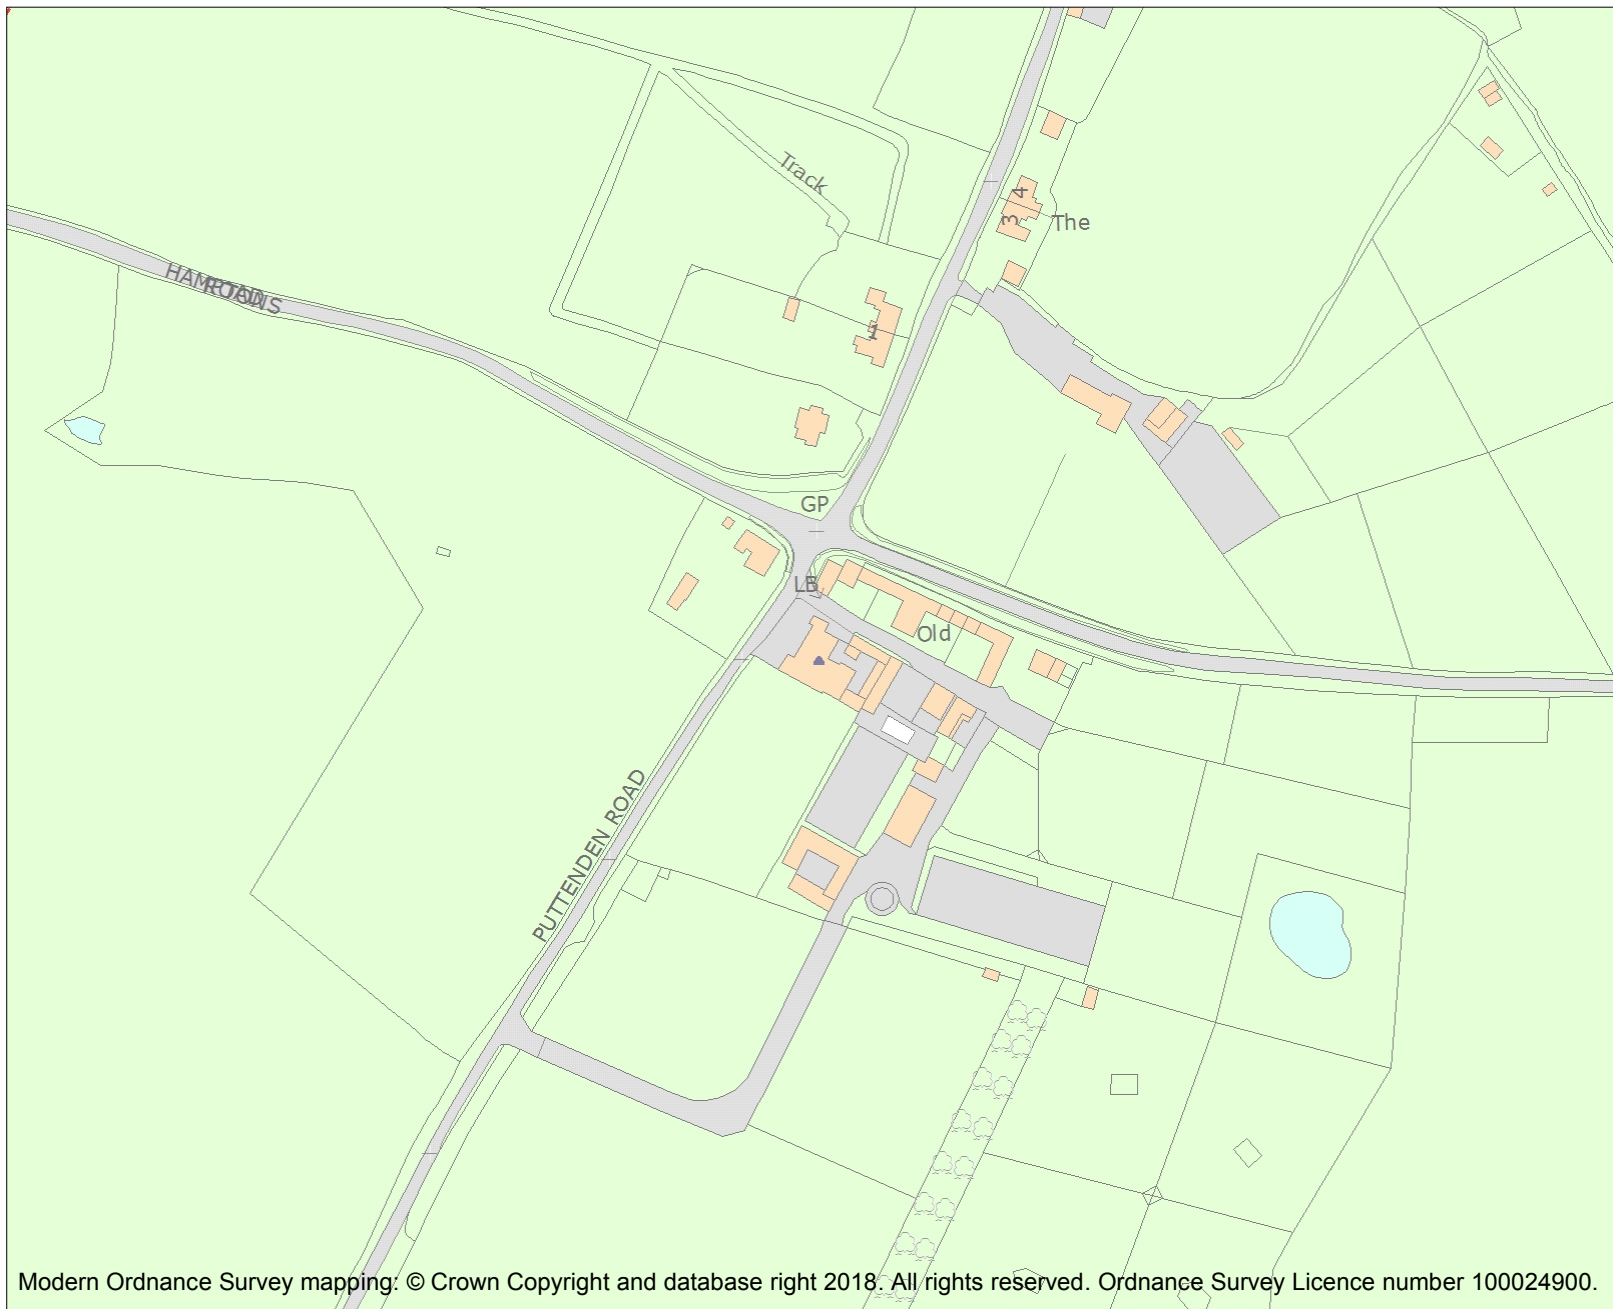 Track
4
3
The
HAMPTONS
ROAD
1
GP
LB
Old
PUTTENDEN ROAD
Modern Ordnance Survey mapping: © Crown Copyright and database right 2018. All rights reserved. Ordnance Survey Licence number 100024900.